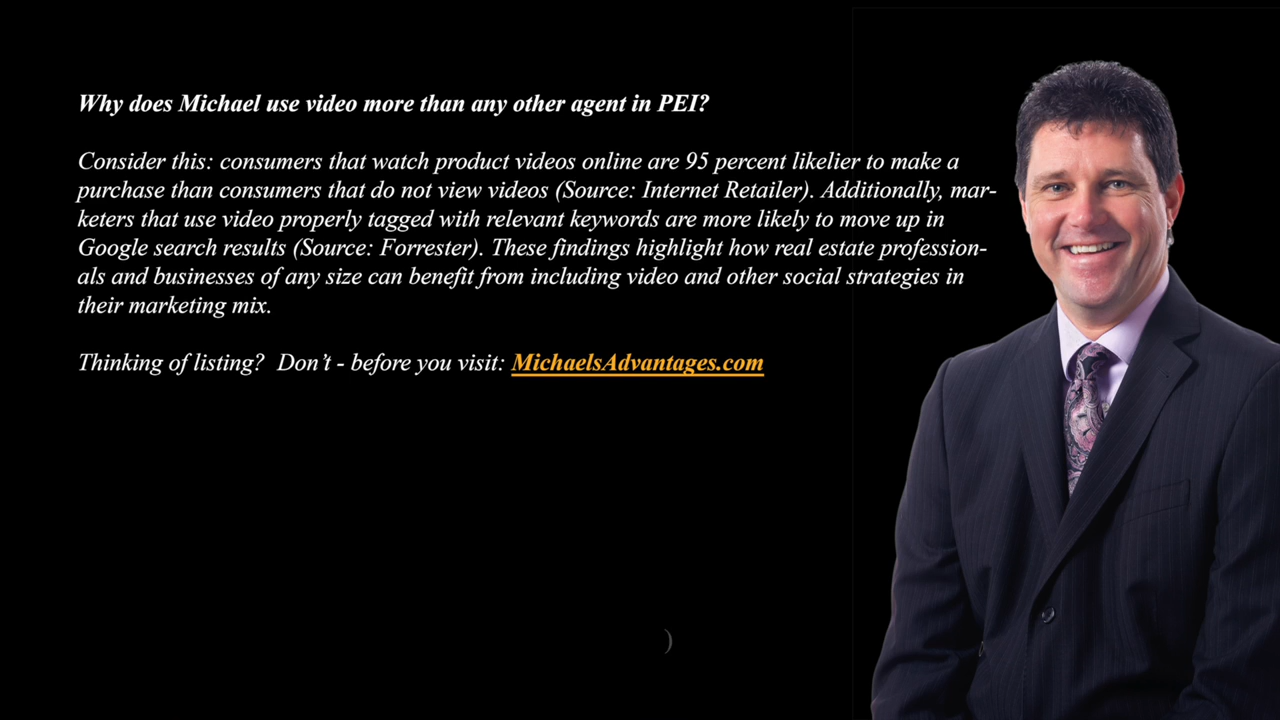 Why does Michael use video more than any other agent in PEI?
Consider this: consumers that watch product videos online are 95 percent likelier to make a
purchase than consumers that do not view videos (Source: Internet Retailer). Additionally, mar-
keters that use video properly tagged with relevant keywords are more likely to move up in
Google search results (Source: Forrester). These findings highlight how real estate profession-
als and businesses of any size can benefit from including video and other social strategies in
their marketing mix.
Thinking of listing?  Don’t - before you visit: MichaelsAdvantages.com
)